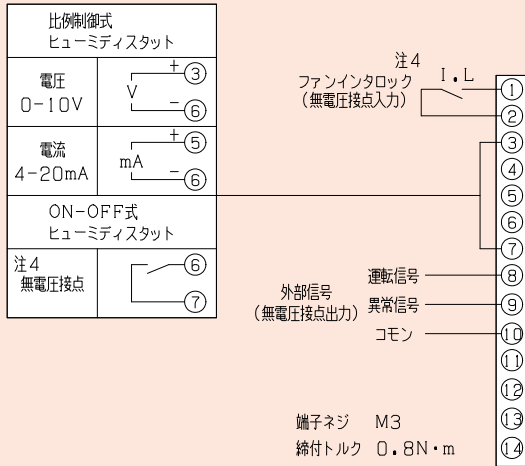 比例制御式
ヒューミディスタット
電圧
0-10V
+
V
−
③
⑥
電流
4-20mA
+
mA
−
⑤
⑥
ON-OFF式
ヒューミディスタット
注4
無電圧接点
⑥
⑦
注4
ファンインタロック
(無電圧接点入力)
I.L
外部信号
(無電圧接点出力)
運転信号
異常信号
コモン
①
②
③
④
⑤
⑥
⑦
⑧
⑨
⑩
⑪
⑫
⑬
⑭
端子ネジ M3
締付トルク 0.8N・m